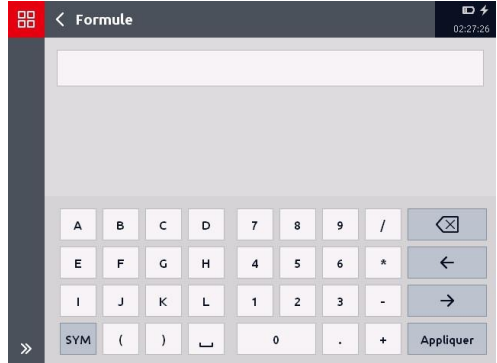 Formule
02:27:26
A B C D 7 8 9 /
E F G H 4 5 6 *
I J K L 1 2 3 -
SYM ( ) 0 . + Appliquer